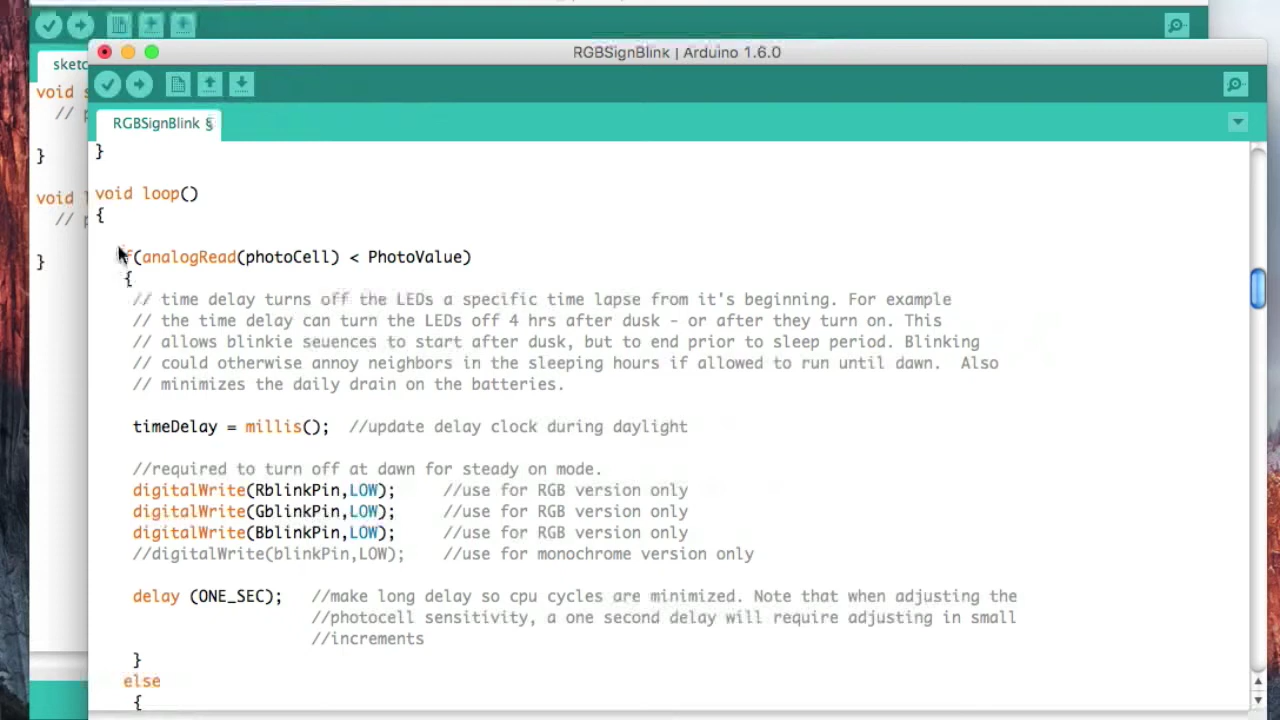 RGBSignBlink | Arduino 1.6.0
sketc
RGBSignBlink §
void s
// p
}
void l
// p
}
}
void loop()
{
if(analogRead(photoCell) < PhotoValue)
{
// time delay turns off the LEDs a specific time lapse from it's beginning. For example
// the time delay can turn the LEDs off 4 hrs after dusk - or after they turn on. This
// allows blinkie seuences to start after dusk, but to end prior to sleep period. Blinking
// could otherwise annoy neighbors in the sleeping hours if allowed to run until dawn.  Also
// minimizes the daily drain on the batteries.
timeDelay = millis();  //update delay clock during daylight
//required to turn off at dawn for steady on mode.
digitalWrite(RblinkPin,LOW);     //use for RGB version only
digitalWrite(GblinkPin,LOW);     //use for RGB version only
digitalWrite(BblinkPin,LOW);     //use for RGB version only
//digitalWrite(blinkPin,LOW);    //use for monochrome version only
delay (ONE_SEC);   //make long delay so cpu cycles are minimized. Note that when adjusting the
//photocell sensitivity, a one second delay will require adjusting in small
//increments
}
else
{